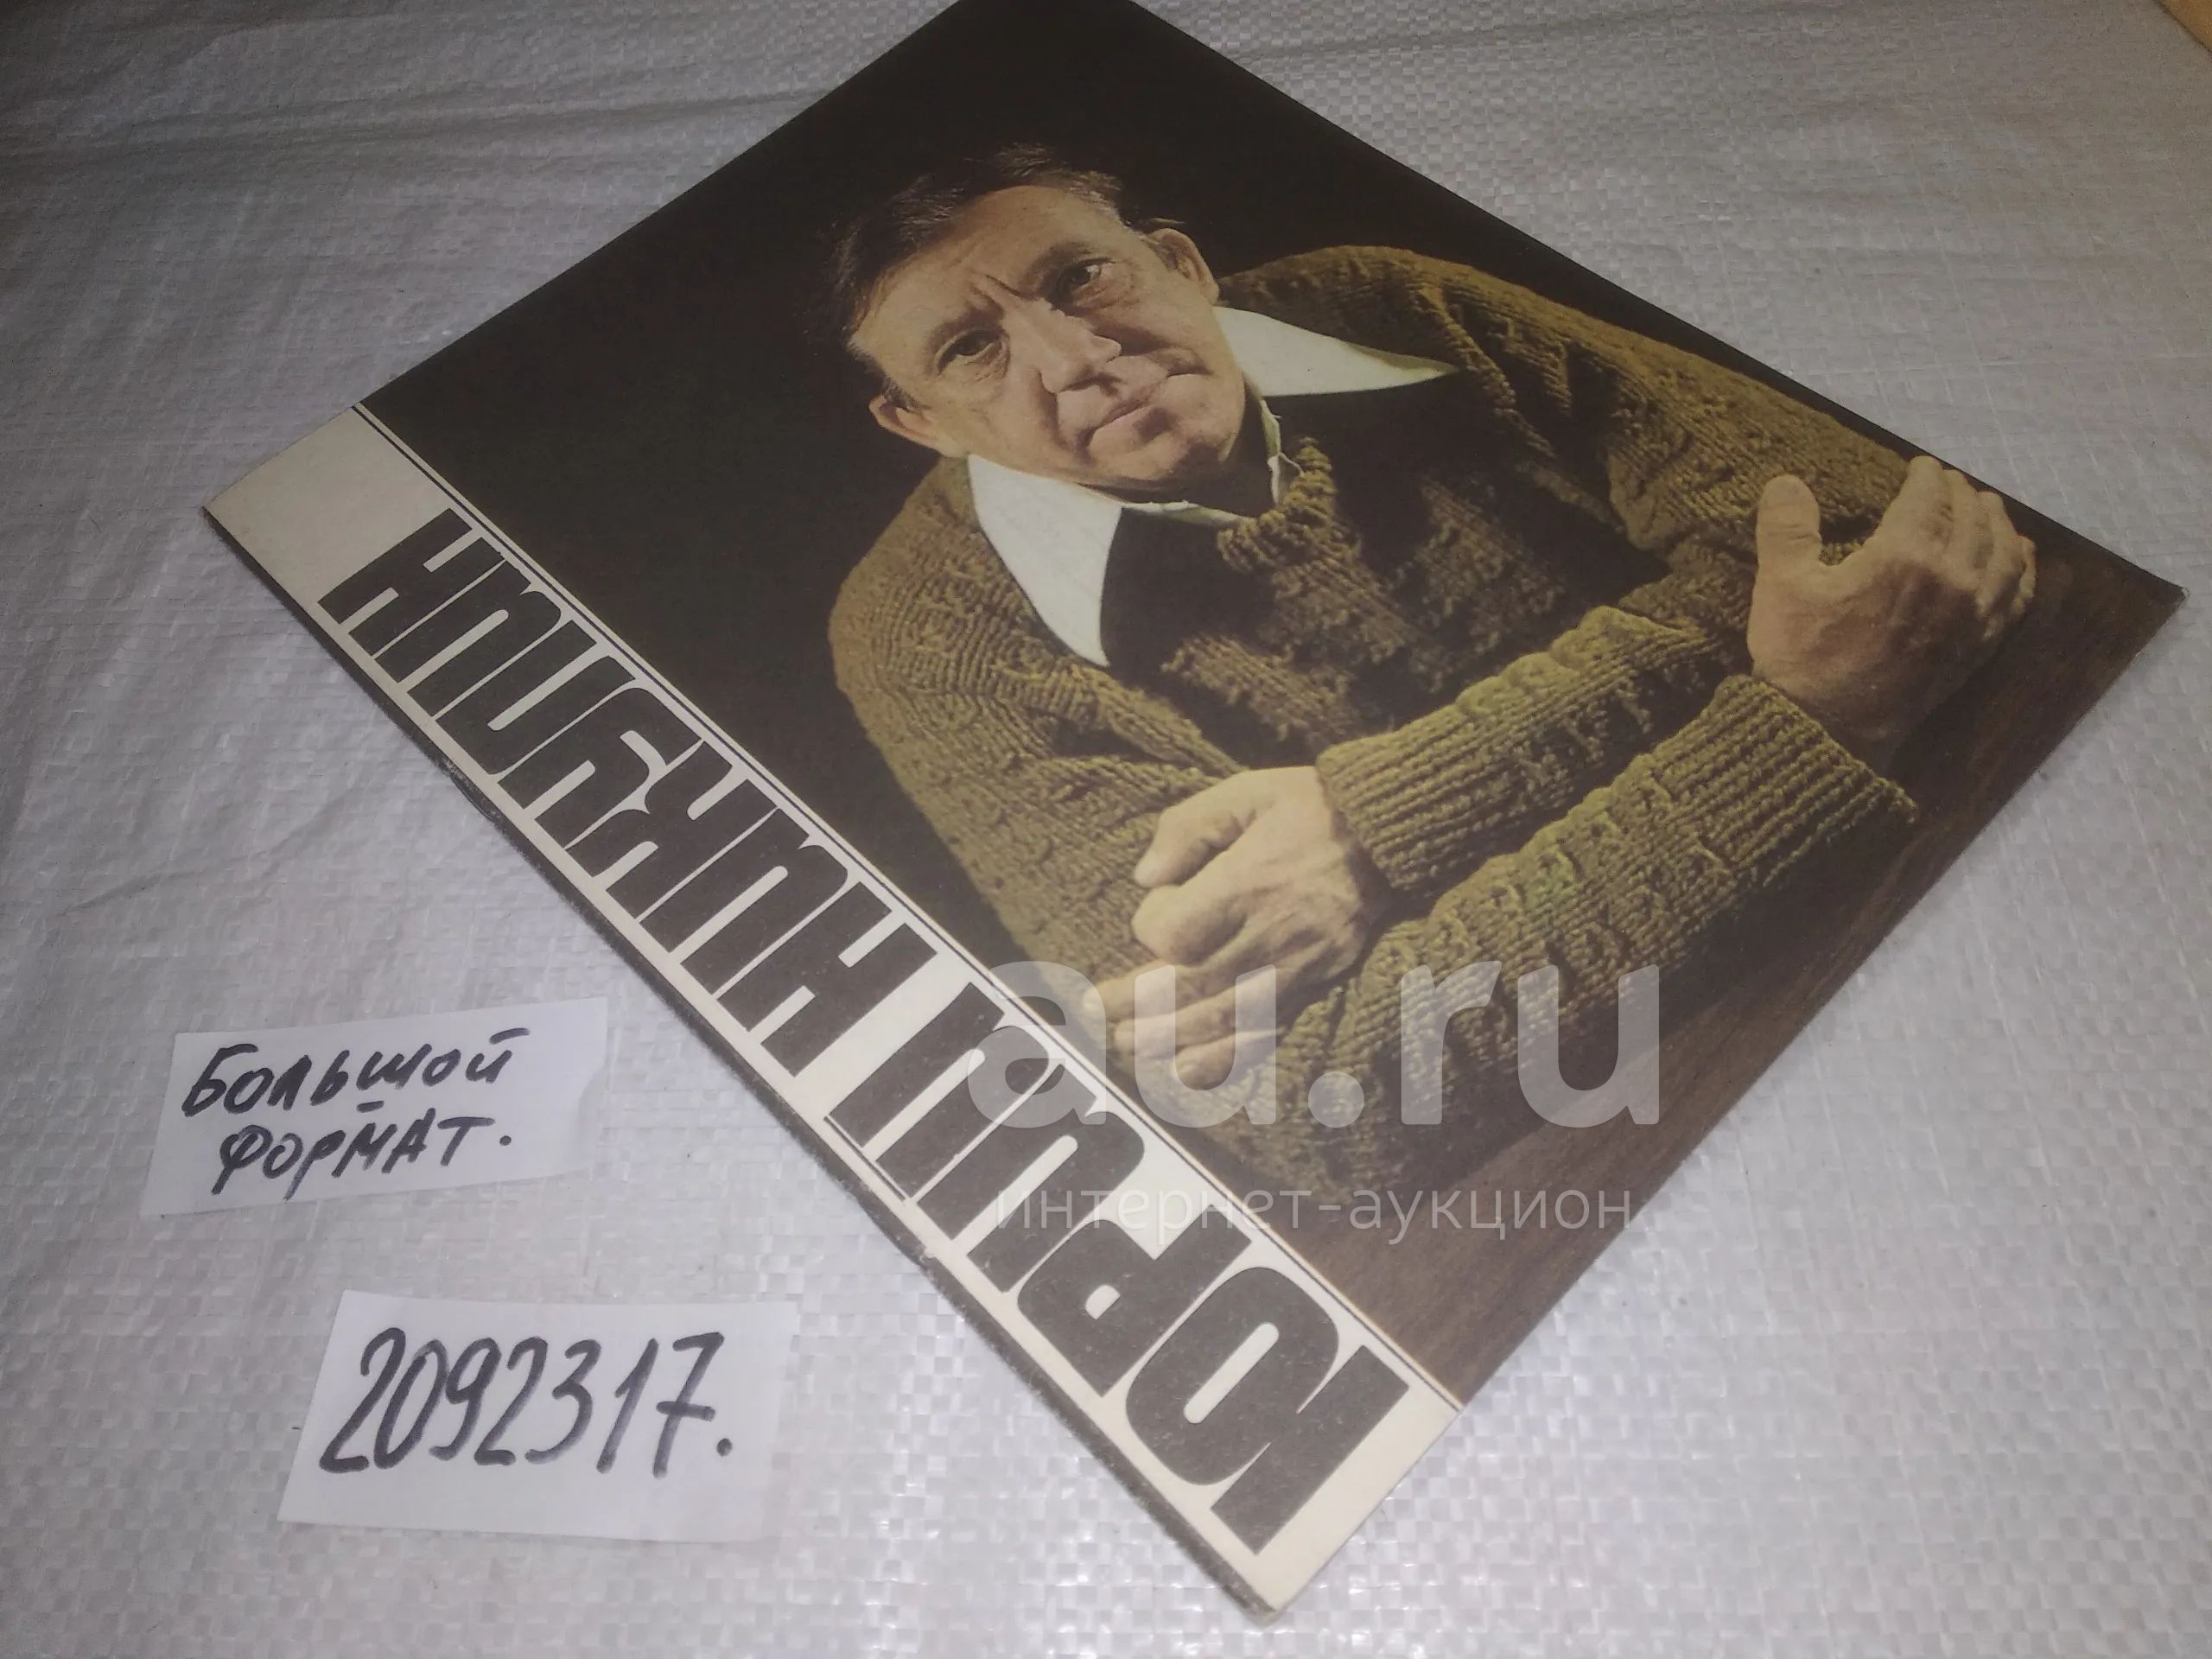 ЮРИЙ НИКУЛИН
БОЛЬШОЙ
ФОРМАТ.
2092317.
au.ru
интернет-аукцион